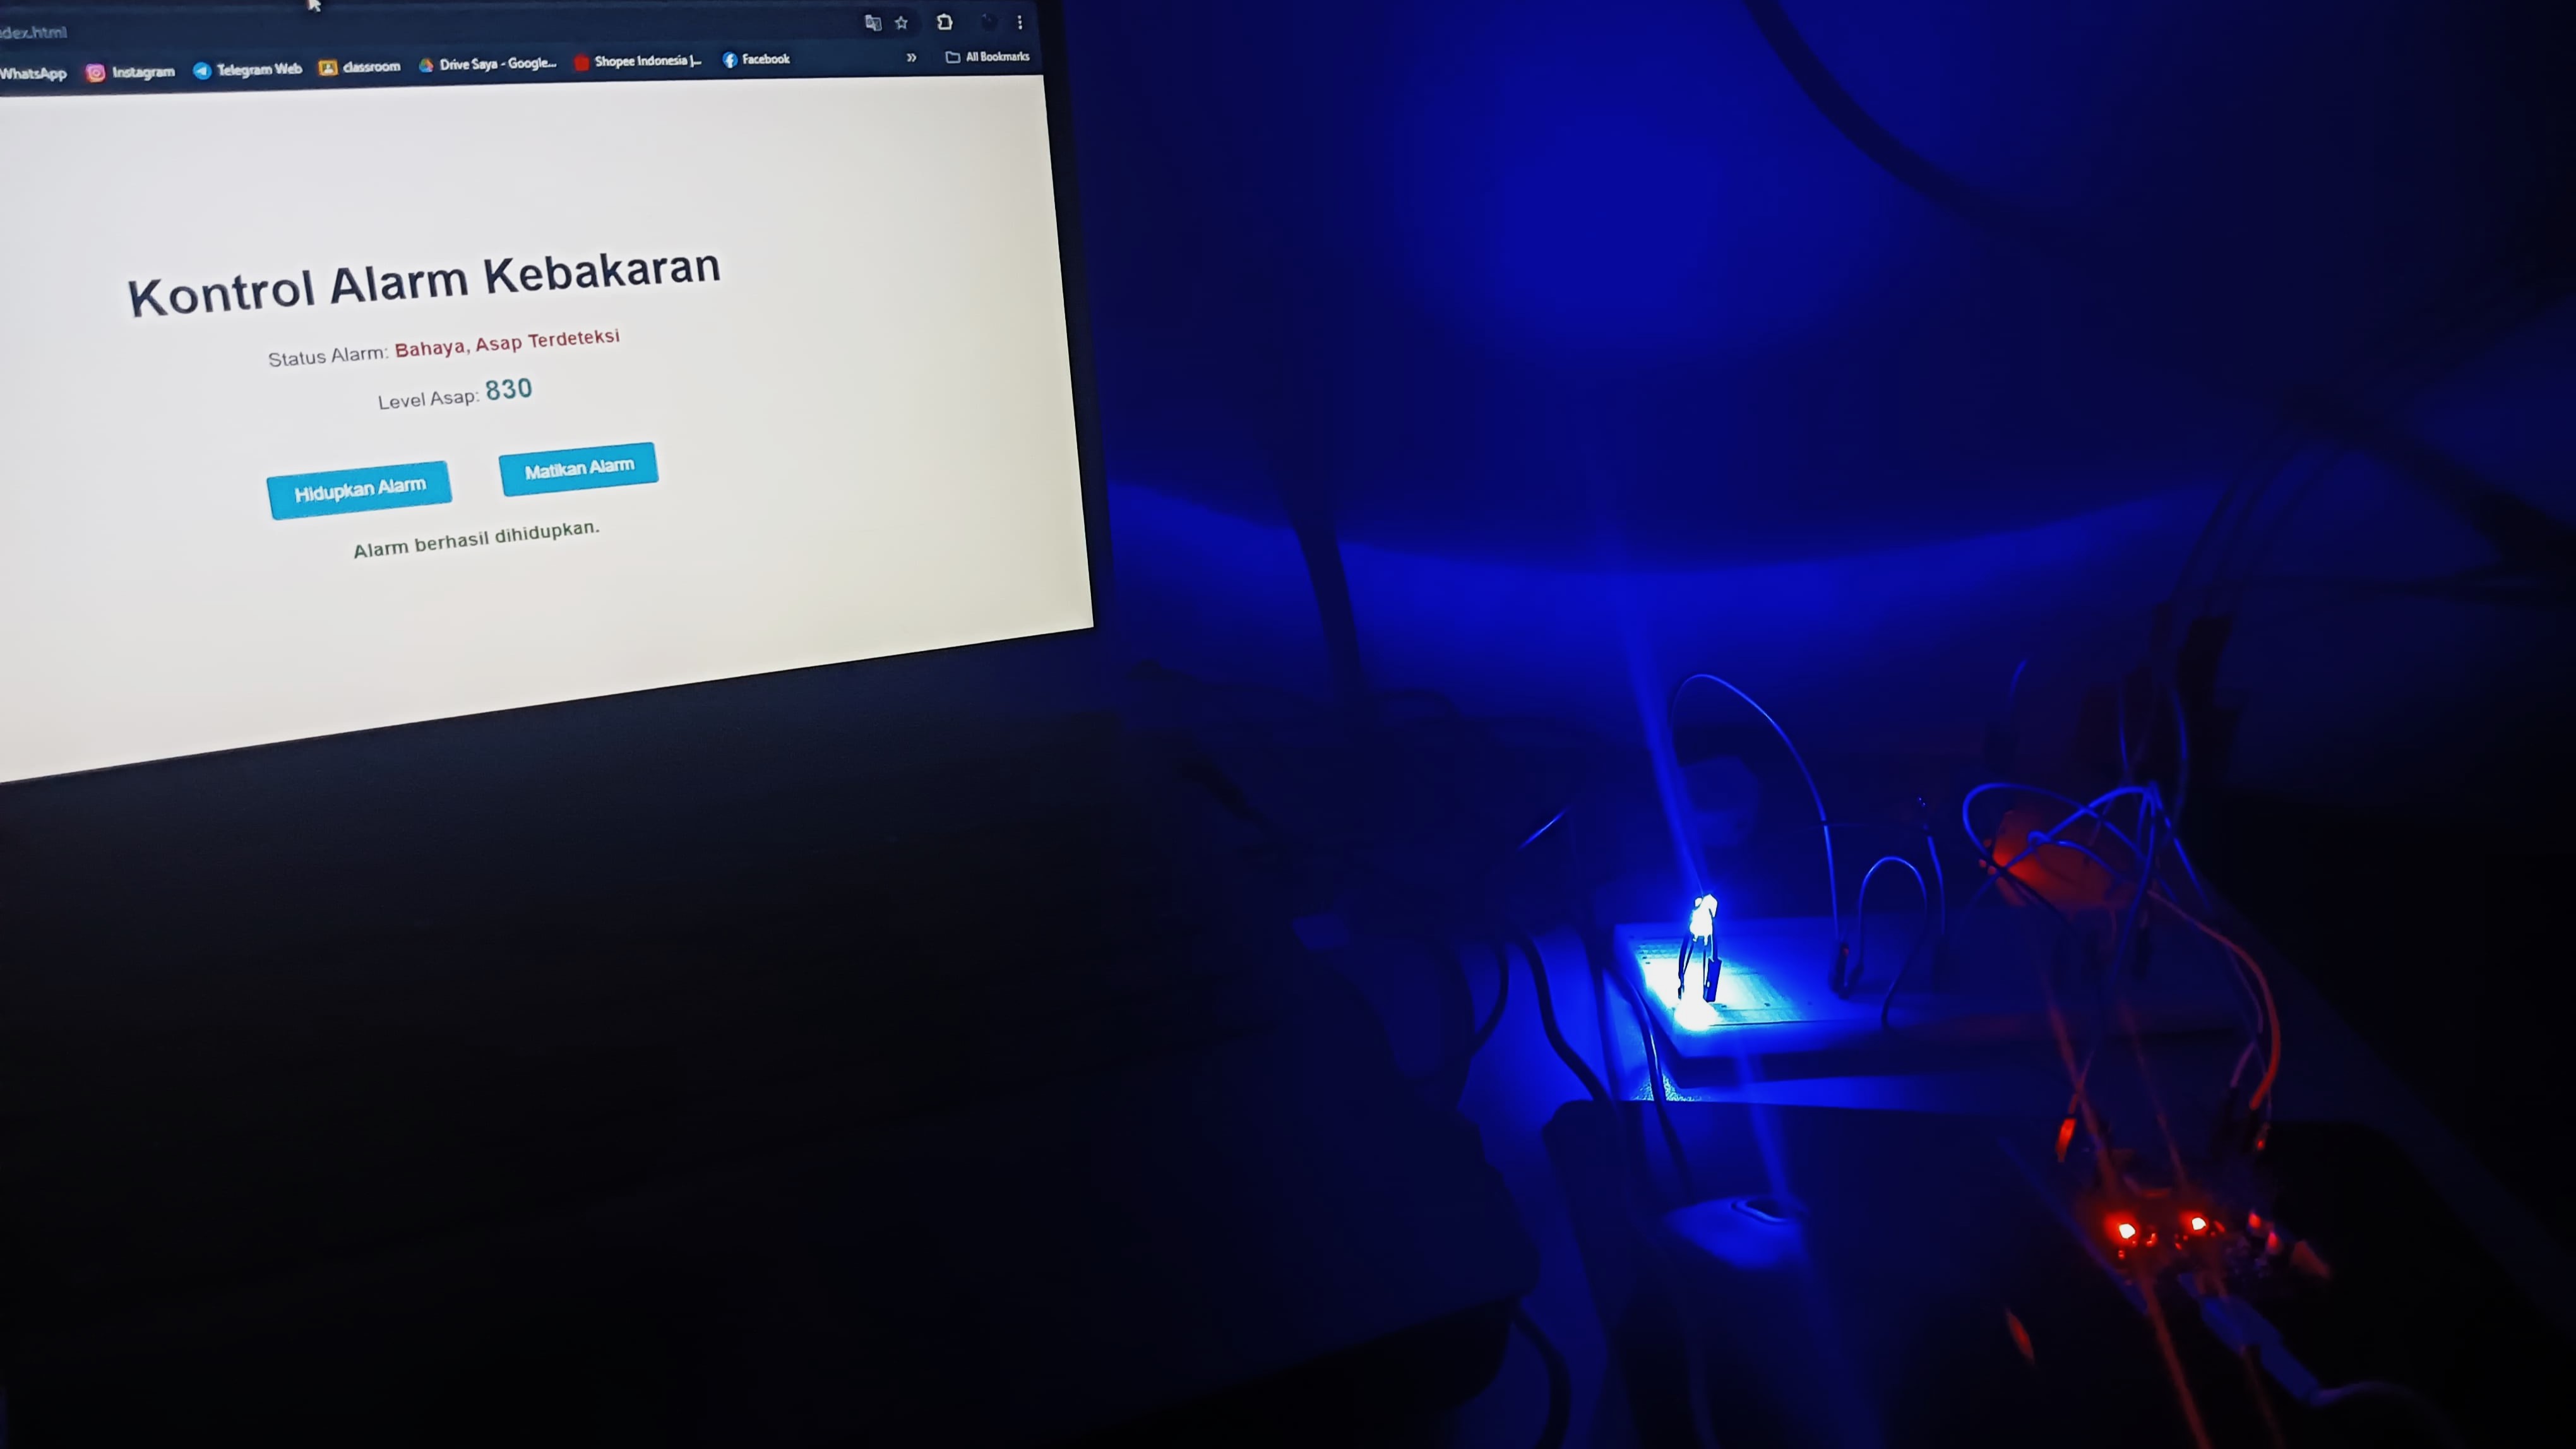 dex.html
WhatsApp Instagram Telegram Web classroom Drive Saya - Google... Shopee Indonesia |... Facebook » All Bookmarks
Kontrol Alarm Kebakaran
Status Alarm: Bahaya, Asap Terdeteksi
Level Asap: 830
Hidupkan Alarm Matikan Alarm
Alarm berhasil dihidupkan.